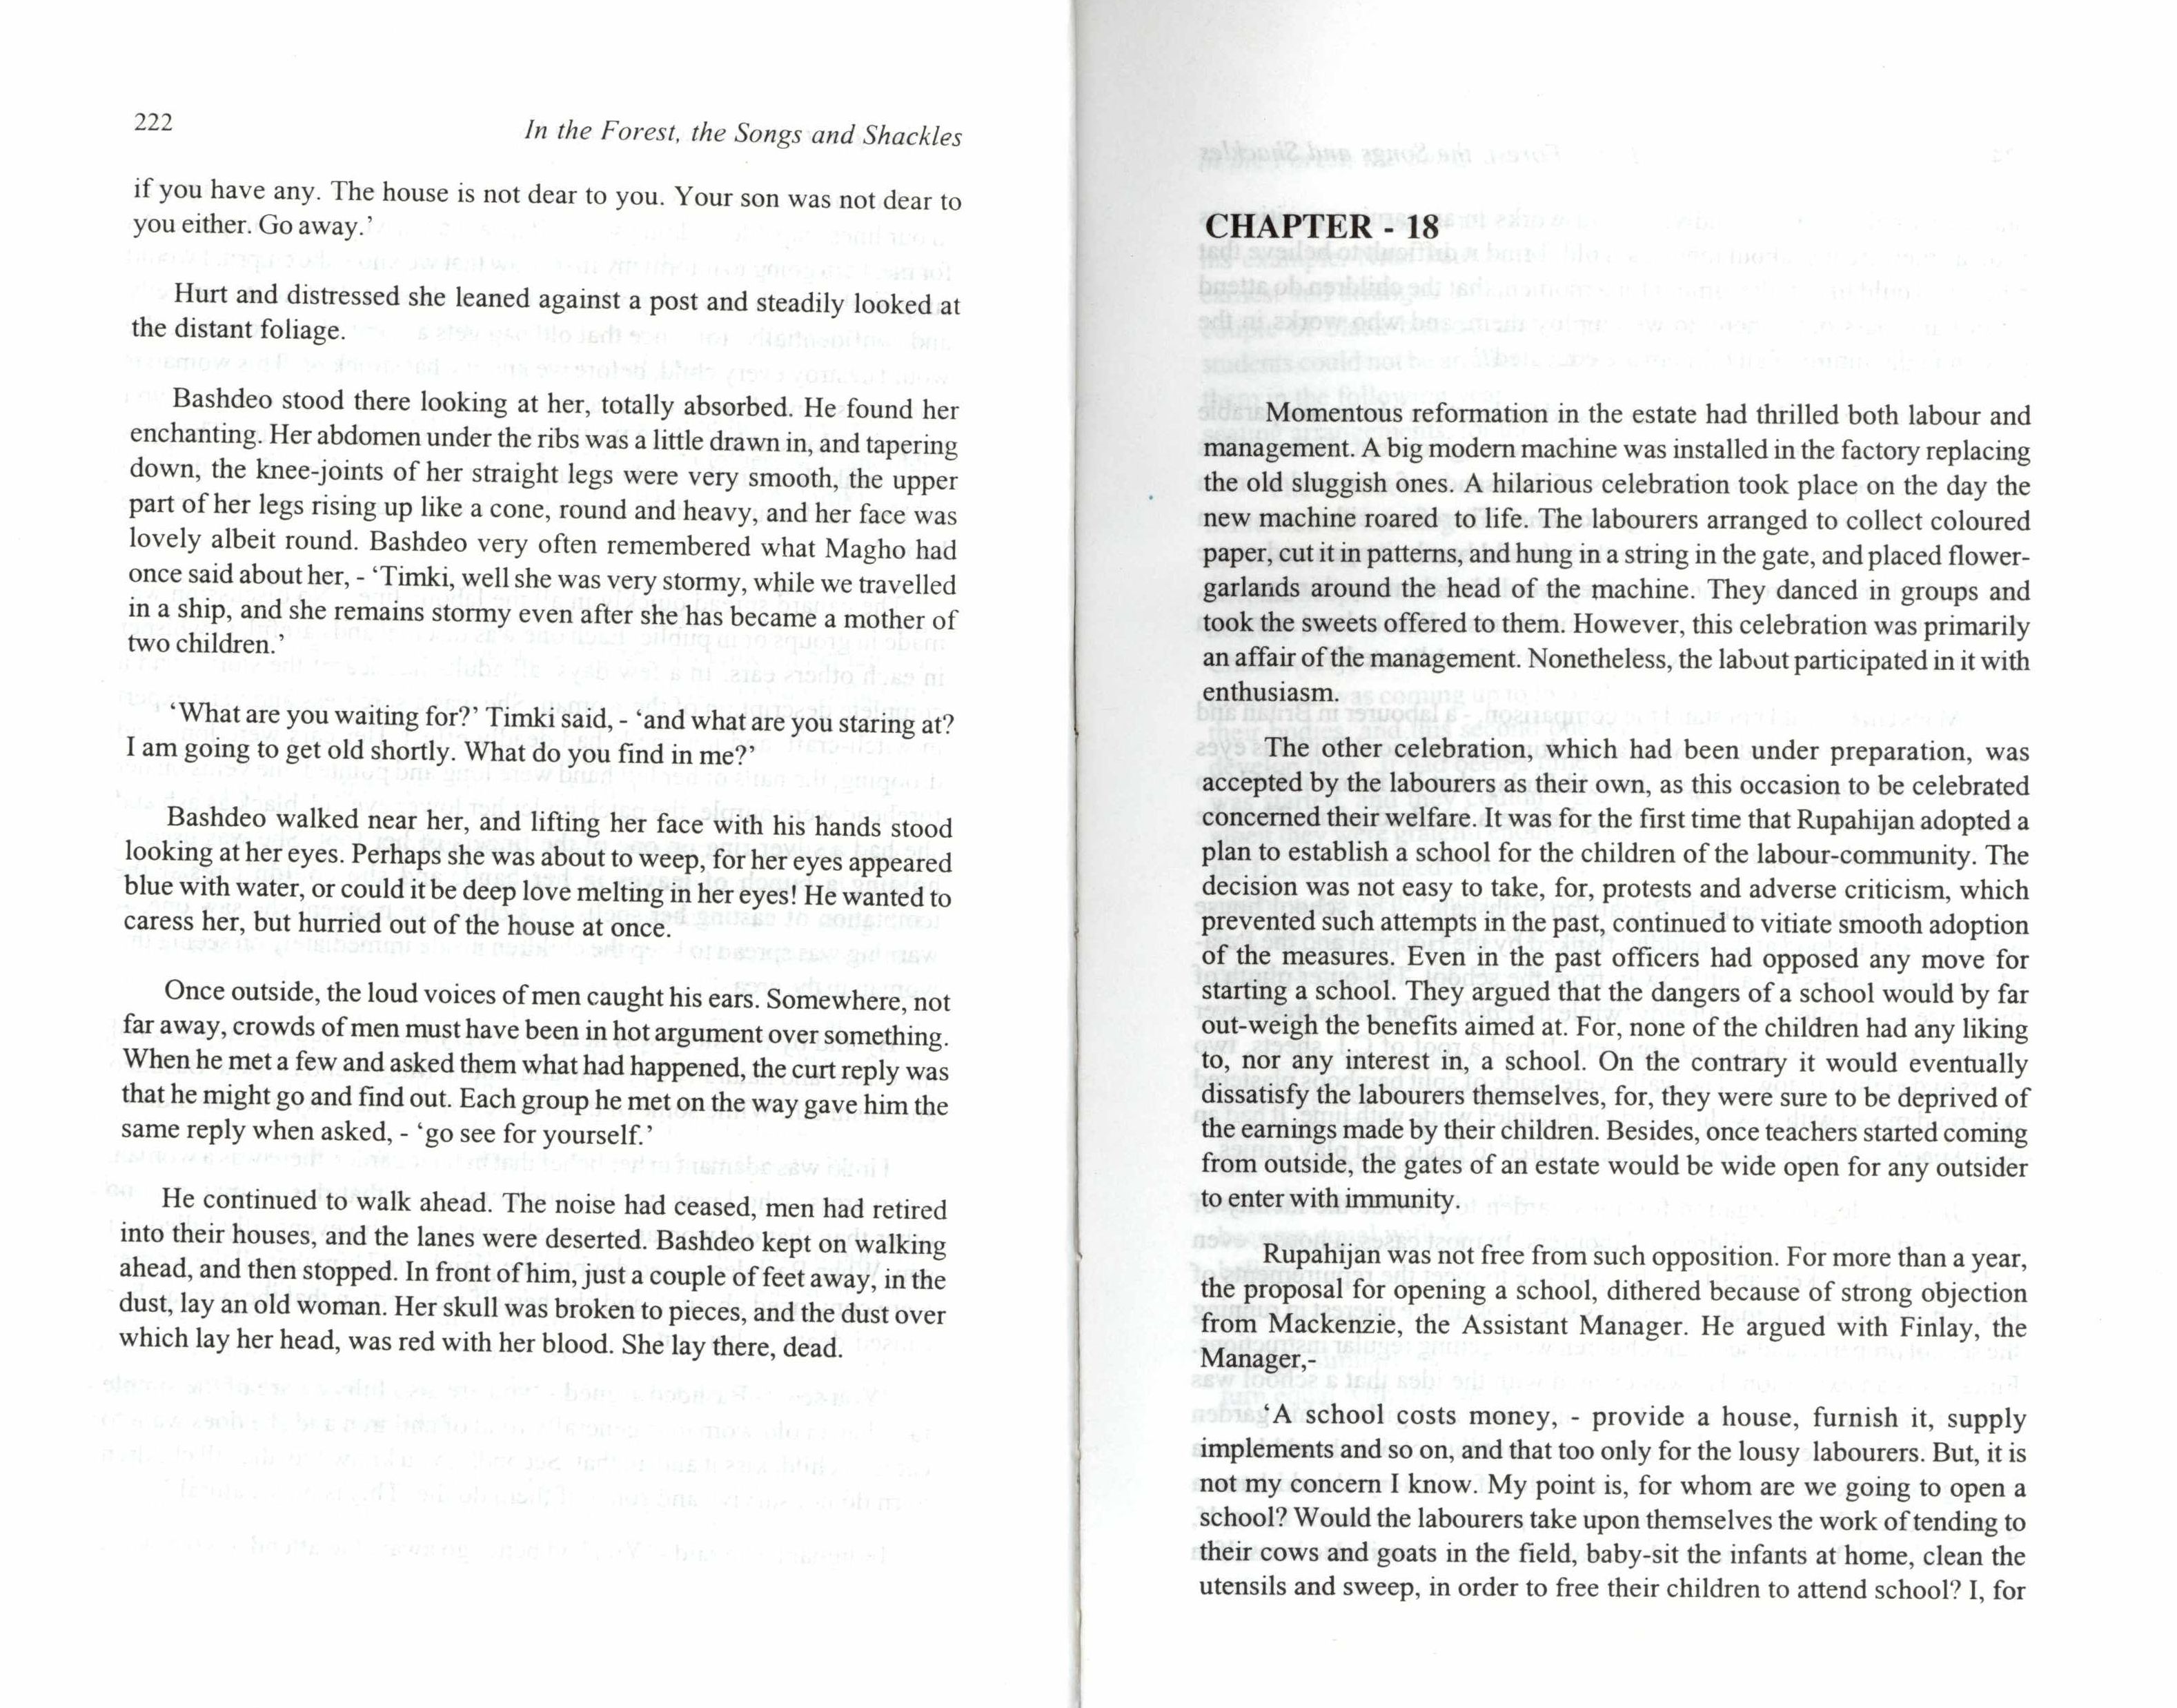 222
In the Forest, the Songs and Shackles
if you have any. The house is not dear to you. Your son was not dear to
you either. Go away.’
Hurt and distressed she leaned against a post and steadily looked at
the distant foliage.
Bashdeo stood there looking at her, totally absorbed. He found her
enchanting. Her abdomen under the ribs was a little drawn in, and tapering
down, the knee-joints of her straight legs were very smooth, the upper
part of her legs rising up like a cone, round and heavy, and her face was
lovely albeit round. Bashdeo very often remembered what Magho had
once said about her, - ‘Timki, well she was very stormy, while we travelled
in a ship, and she remains stormy even after she has became a mother of
two children.’
‘What are you waiting for?’ Timki said, - ‘and what are you staring at?
I am going to get old shortly. What do you find in me?’
Bashdeo walked near her, and lifting her face with his hands stood
looking at her eyes. Perhaps she was about to weep, for her eyes appeared
blue with water, or could it be deep love melting in her eyes! He wanted to
caress her, but hurried out of the house at once.
Once outside, the loud voices of men caught his ears. Somewhere, not
far away, crowds of men must have been in hot argument over something.
When he met a few and asked them what had happened, the curt reply was
that he might go and find out. Each group he met on the way gave him the
same reply when asked, - ‘go see for yourself.’
He continued to walk ahead. The noise had ceased, men had retired
into their houses, and the lanes were deserted. Bashdeo kept on walking
ahead, and then stopped. In front of him, just a couple of feet away, in the
dust, lay an old woman. Her skull was broken to pieces, and the dust over
which lay her head, was red with her blood. She lay there, dead.
CHAPTER - 18
Momentous reformation in the estate had thrilled both labour and
management. A big modern machine was installed in the factory replacing
the old sluggish ones. A hilarious celebration took place on the day the
new machine roared to life. The labourers arranged to collect coloured
paper, cut it in patterns, and hung in a string in the gate, and placed flower-
garlands around the head of the machine. They danced in groups and
took the sweets offered to them. However, this celebration was primarily
an affair of the management. Nonetheless, the labout participated in it with
enthusiasm.
The other celebration, which had been under preparation, was
accepted by the labourers as their own, as this occasion to be celebrated
concerned their welfare. It was for the first time that Rupahijan adopted a
plan to establish a school for the children of the labour-community. The
decision was not easy to take, for, protests and adverse criticism, which
prevented such attempts in the past, continued to vitiate smooth adoption
of the measures. Even in the past officers had opposed any move for
starting a school. They argued that the dangers of a school would by far
out-weigh the benefits aimed at. For, none of the children had any liking
to, nor any interest in, a school. On the contrary it would eventually
dissatisfy the labourers themselves, for, they were sure to be deprived of
the earnings made by their children. Besides, once teachers started coming
from outside, the gates of an estate would be wide open for any outsider
to enter with immunity.
Rupahijan was not free from such opposition. For more than a year,
the proposal for opening a school, dithered because of strong objection
from Mackenzie, the Assistant Manager. He argued with Finlay, the
Manager,-
‘A school costs money, - provide a house, furnish it, supply
implements and so on, and that too only for the lousy labourers. But, it is
not my concern I know. My point is, for whom are we going to open a
school? Would the labourers take upon themselves the work of tending to
their cows and goats in the field, baby-sit the infants at home, clean the
utensils and sweep, in order to free their children to attend school? I, for